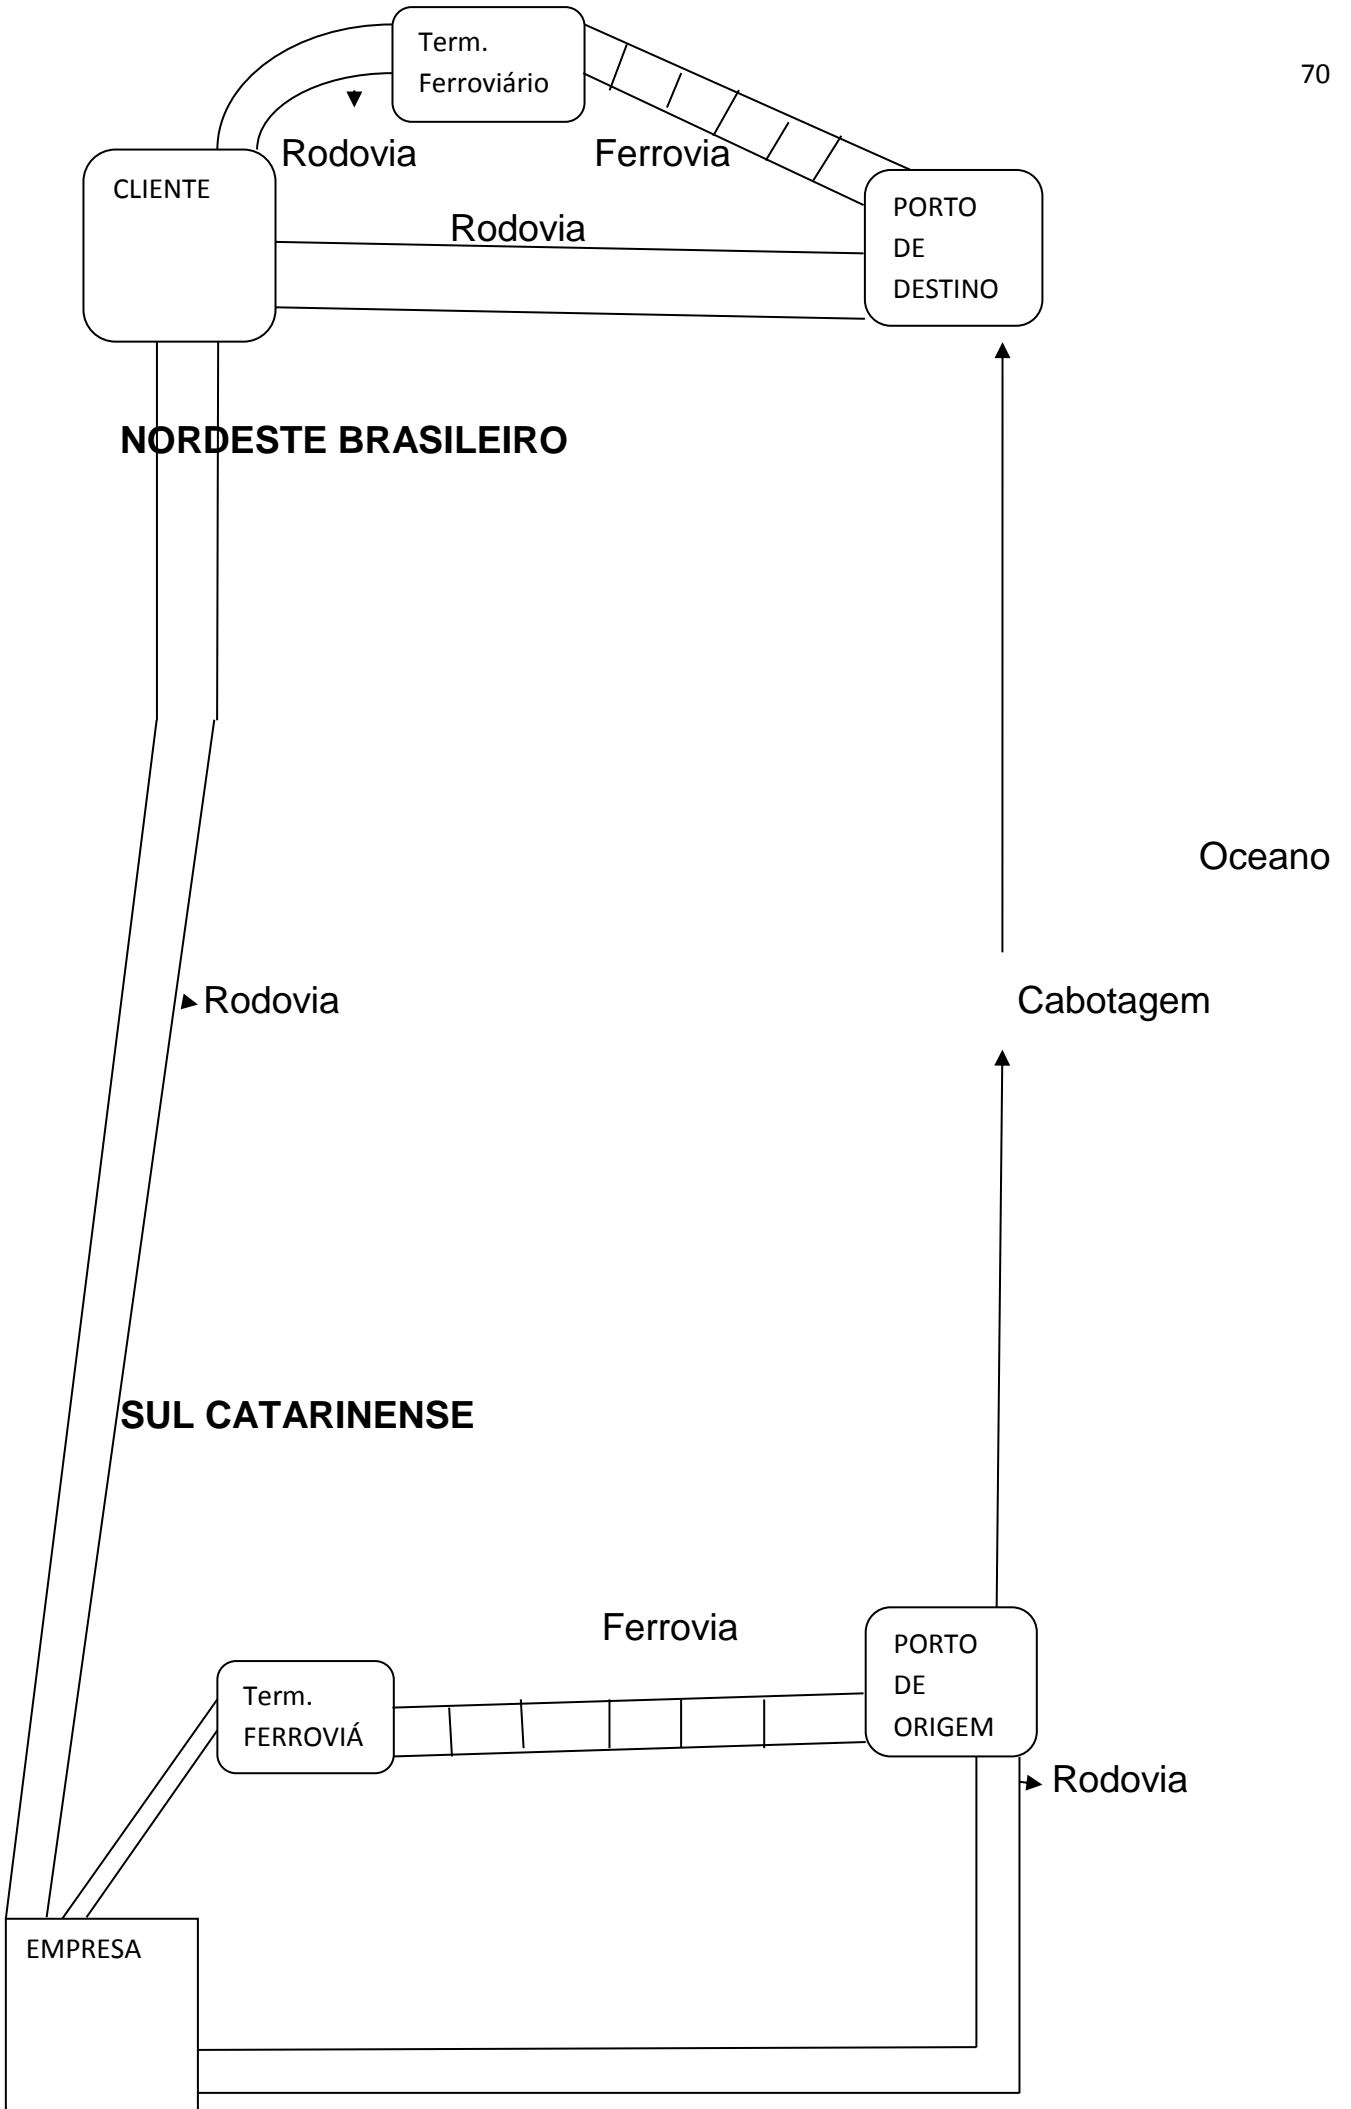 70
Term.
Ferroviário
Rodovia
Ferrovia
CLIENTE
PORTO
DE
DESTINO
Rodovia
NORDESTE BRASILEIRO
Oceano
Rodovia
Cabotagem
SUL CATARINENSE
Ferrovia
PORTO
DE
ORIGEM
Term.
FERROVIÁ
Rodovia
EMPRESA